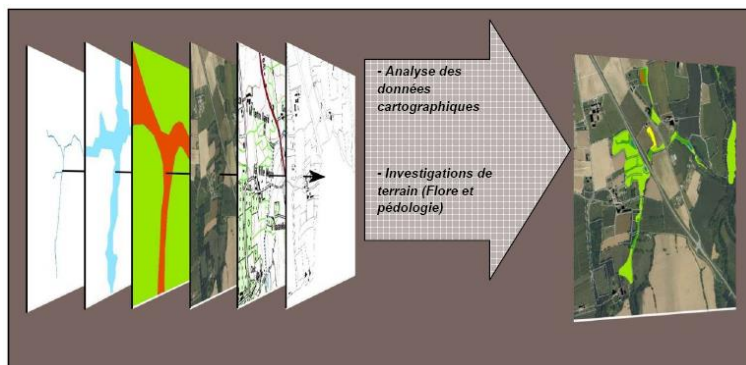 - Analyse des
données
cartographiques
- Investigations de
terrain (Flore et
pédologie)